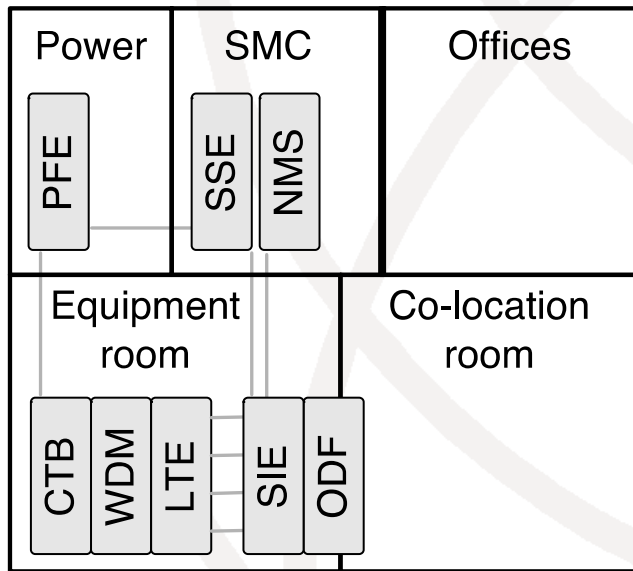 Power
SMC
Offices
PFE
SSE
NMS
Equipment
room
Co-location
room
CTB
WDM
LTE
SIE
ODF